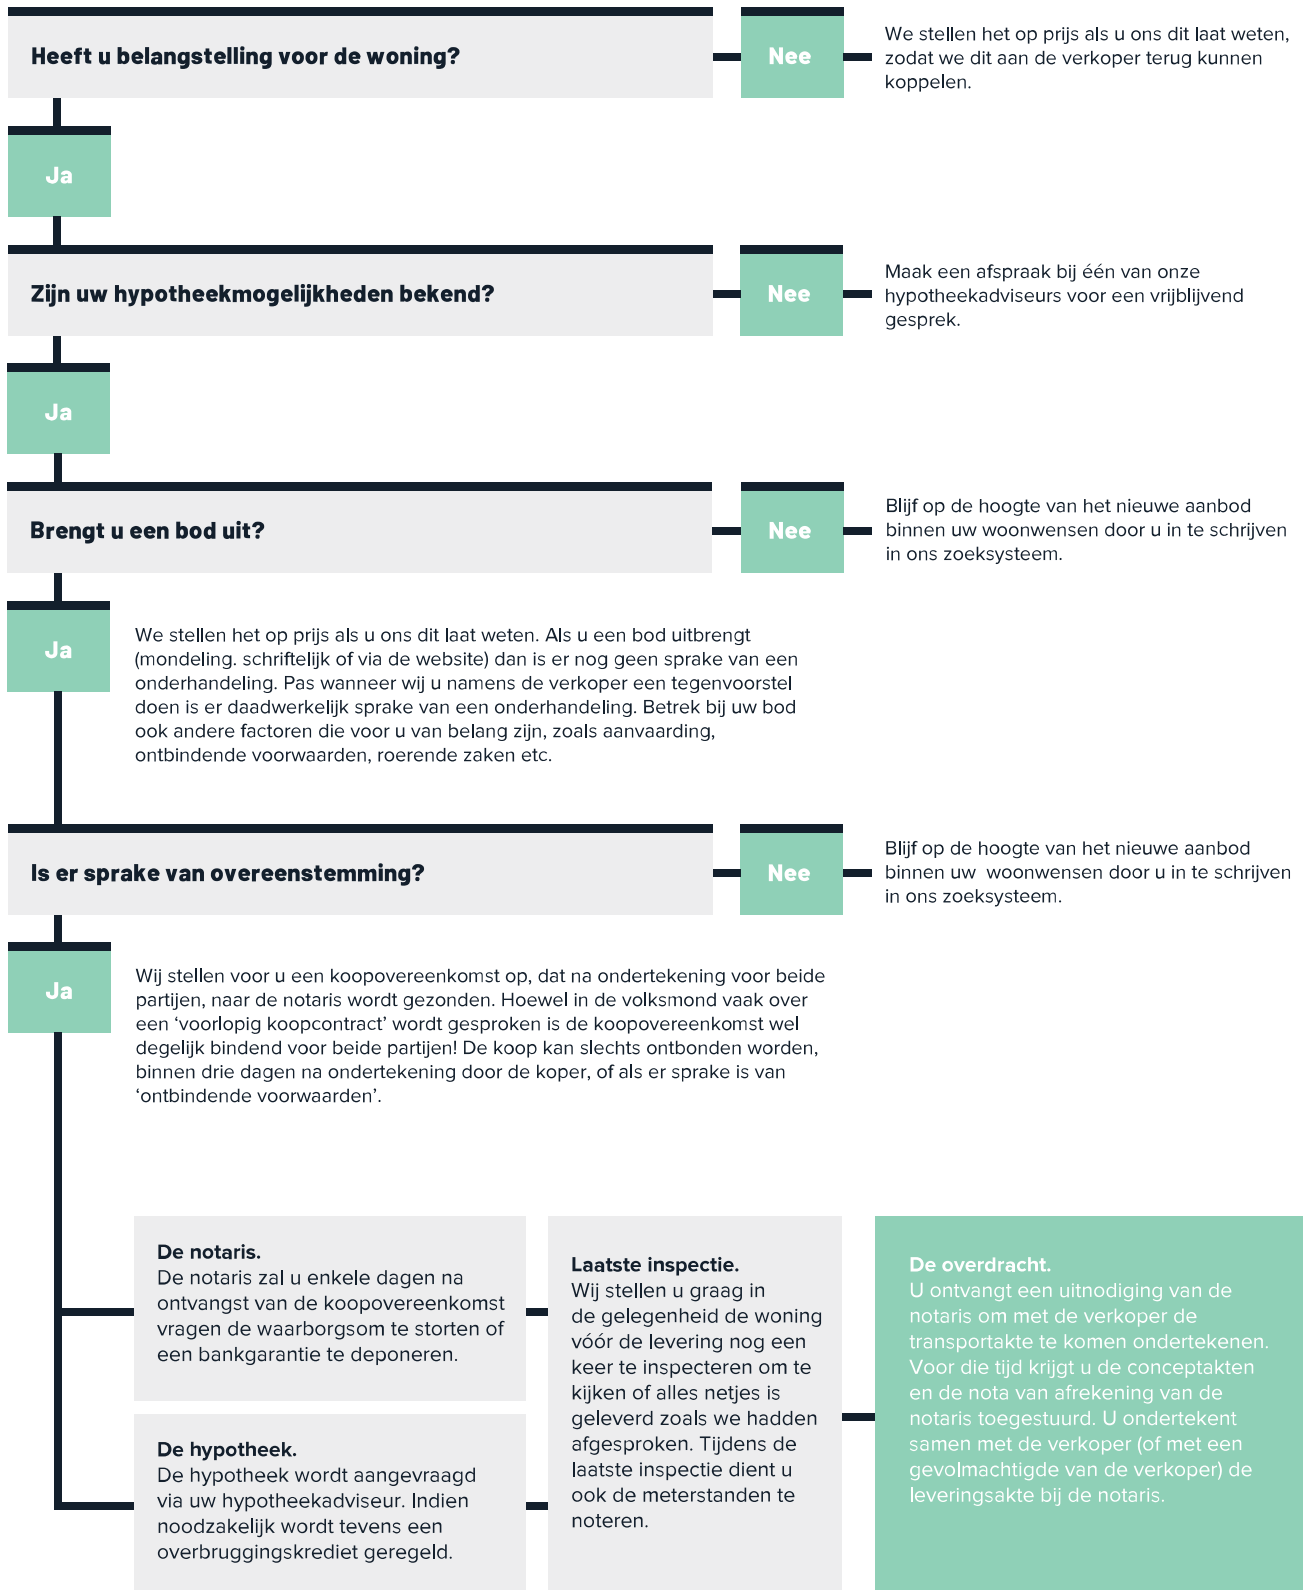 Heeft u belangstelling voor de woning?
Nee
We stellen het op prijs als u ons dit laat weten,
zodat we dit aan de verkoper terug kunnen
koppelen.
Ja
Zijn uw hypotheekmogelijkheden bekend?
Nee
Maak een afspraak bij één van onze
hypotheekadviseurs voor een vrijblijvend
gesprek.
Ja
Brengt u een bod uit?
Nee
Blijf op de hoogte van het nieuwe aanbod
binnen uw woonwensen door u in te schrijven
in ons zoeksysteem.
Ja
We stellen het op prijs als u ons dit laat weten. Als u een bod uitbrengt
(mondeling. schriftelijk of via de website) dan is er nog geen sprake van een
onderhandeling. Pas wanneer wij u namens de verkoper een tegenvoorstel
doen is er daadwerkelijk sprake van een onderhandeling. Betrek bij uw bod
ook andere factoren die voor u van belang zijn, zoals aanvaarding,
ontbindende voorwaarden, roerende zaken etc.
Is er sprake van overeenstemming?
Nee
Blijf op de hoogte van het nieuwe aanbod
binnen uw  woonwensen door u in te schrijven
in ons zoeksysteem.
Ja
Wij stellen voor u een koopovereenkomst op, dat na ondertekening voor beide
partijen, naar de notaris wordt gezonden. Hoewel in de volksmond vaak over
een ‘voorlopig koopcontract’ wordt gesproken is de koopovereenkomst wel
degelijk bindend voor beide partijen! De koop kan slechts ontbonden worden,
binnen drie dagen na ondertekening door de koper, of als er sprake is van
‘ontbindende voorwaarden’.
De notaris.
De notaris zal u enkele dagen na
ontvangst van de koopovereenkomst
vragen de waarborgsom te storten of
een bankgarantie te deponeren.
De hypotheek.
De hypotheek wordt aangevraagd
via uw hypotheekadviseur. Indien
noodzakelijk wordt tevens een
overbruggingskrediet geregeld.
Laatste inspectie.
Wij stellen u graag in
de gelegenheid de woning
vóór de levering nog een
keer te inspecteren om te
kijken of alles netjes is
geleverd zoals we hadden
afgesproken. Tijdens de
laatste inspectie dient u
ook de meterstanden te
noteren.
De overdracht.
U ontvangt een uitnodiging van de
notaris om met de verkoper de
transportakte te komen ondertekenen.
Voor die tijd krijgt u de conceptakten
en de nota van afrekening van de
notaris toegestuurd. U ondertekent
samen met de verkoper (of met een
gevolmachtigde van de verkoper) de
leveringsakte bij de notaris.